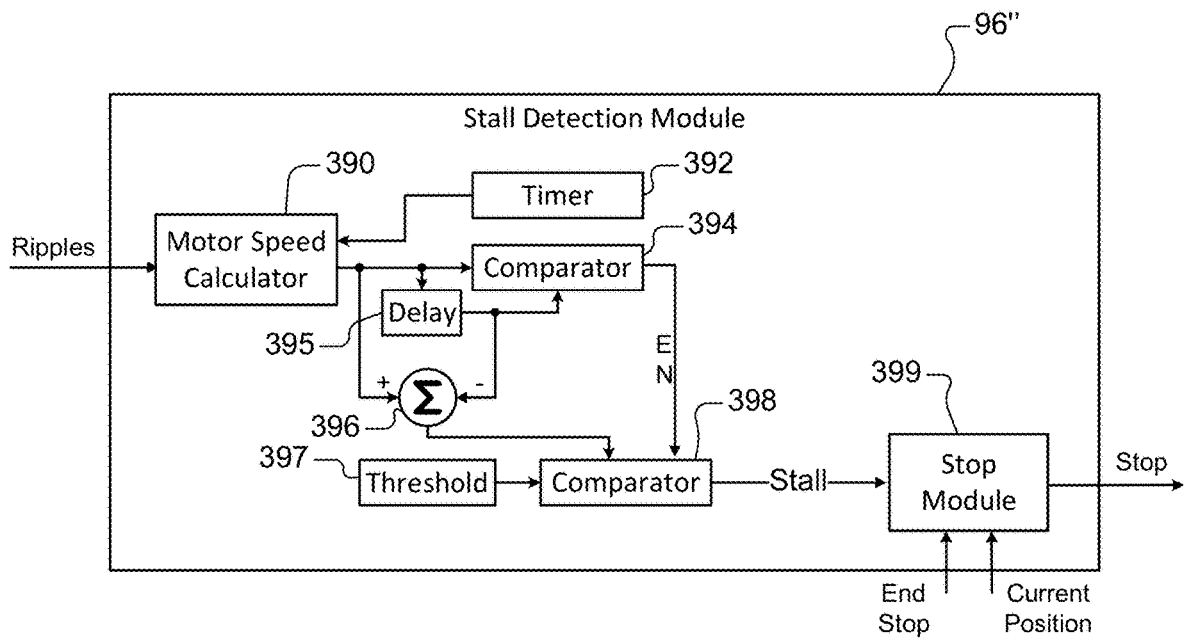 96"
Stall Detection Module
390
392
Timer
394
Ripples
Motor Speed
Calculator
Comparator
Delay
395
E
N
+
-
Σ
396
399
398
397
Threshold
Comparator
Stall
Stop
Module
Stop
End
Stop
Current
Position